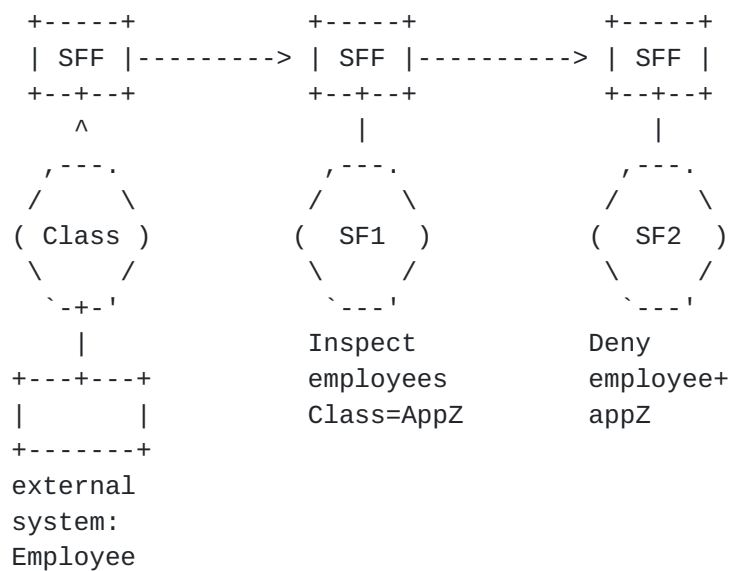 +-----+          +-----+            +-----+
| SFF |---------> | SFF |----------> | SFF |
+--+--+          +--+--+            +--+--+
^                |                  |
,---.            ,---.              ,---.
/     \          /     \            /     \
( Class )        (  SF1  )          (  SF2  )
\     /          \     /            \     /
`-+-'            `---'              `---'
|              Inspect           Deny
+---+---+          employees         employee+
|       |          Class=AppZ        appZ
+-------+
external
system:
Employee